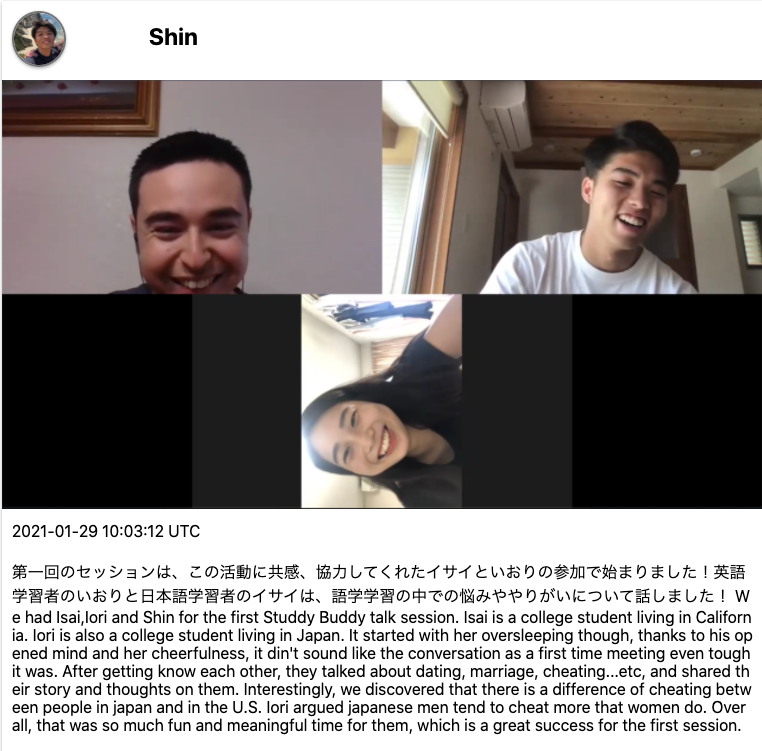 Shin
2021-01-29 10:03:12 UTC
第一回のセッションは、この活動に共感、協力してくれたイサイといおりの参加で始まりました！英語
学習者のいおりと日本語学習者のイサイは、語学学習の中での悩みややりがいについて話しました！ W
e had Isai,Iori and Shin for the first Studdy Buddy talk session. Isai is a college student living in Californ
ia. Iori is also a college student living in Japan. It started with her oversleeping though, thanks to his op
ened mind and her cheerfulness, it din't sound like the conversation as a first time meeting even tough
it was. After getting know each other, they talked about dating, marriage, cheating...etc, and shared th
eir story and thoughts on them. Interestingly, we discovered that there is a difference of cheating betw
een people in japan and in the U.S. Iori argued japanese men tend to cheat more that women do. Over
all, that was so much fun and meaningful time for them, which is a great success for the first session.